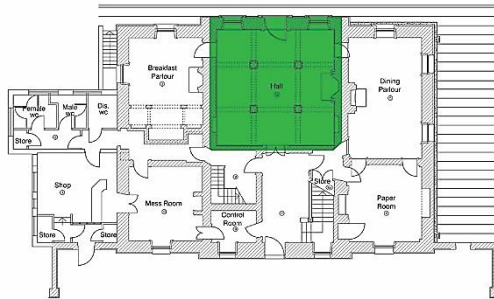 Breakfast
Parlour
Hall
Dining
Parlour
Female
wc
Male
wc
Dis.
wc
Store
Shop
Mess Room
Control
Room
Store
Paper
Room
Store
Store